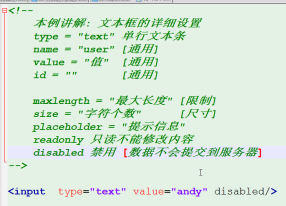 <!--
本例讲解: 文本框的详细设置
type = "text" 单行文本条
name = "user" [通用]
value = "值" [通用]
id = "" [通用]
maxlength = "最大长度" [限制]
size = "字符个数" [尺寸]
placeholder = "提示信息"
readonly 只读不能修改内容
disabled 禁用 [数据不会提交到服务器]
-->
<input type="text" value="andy" disabled/>